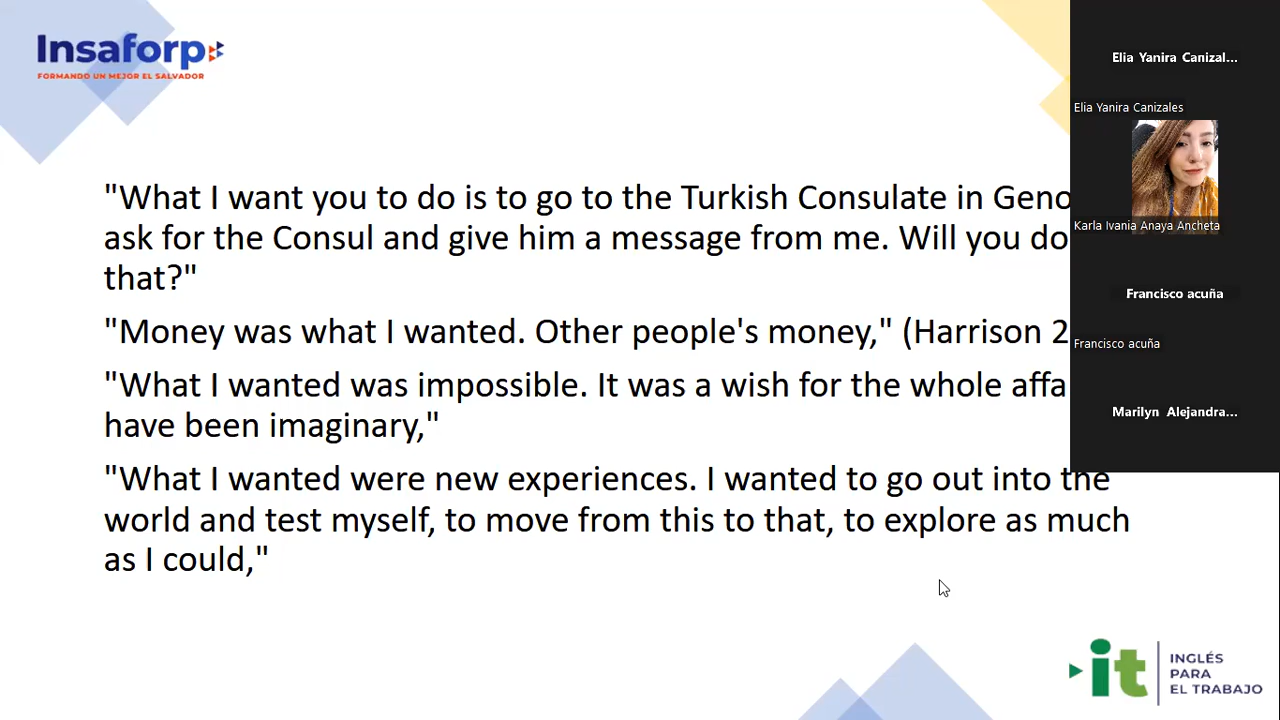 Insaforp
FORMANDO UN MEJOR EL SALVADOR
"What I want you to do is to go to the Turkish Consulate in
ask for the Consul and give him a message from me. Will you do
that?"
"Money was what I wanted. Other people's money," (Harrison
"What I wanted was impossible. It was a wish for the whole
have been imaginary,"
"What I wanted were new experiences. I wanted to go out into the
world and test myself, to move from this to that, to explore as much
as I could,"
Elia Yanira Canizal...
Elia Yanira Canizales
Karla Ivania Anaya Ancheta
Francisco acuña
Francisco acuña
Marilyn Alejandra...
it
INGLÉS
PARA
EL TRABAJO